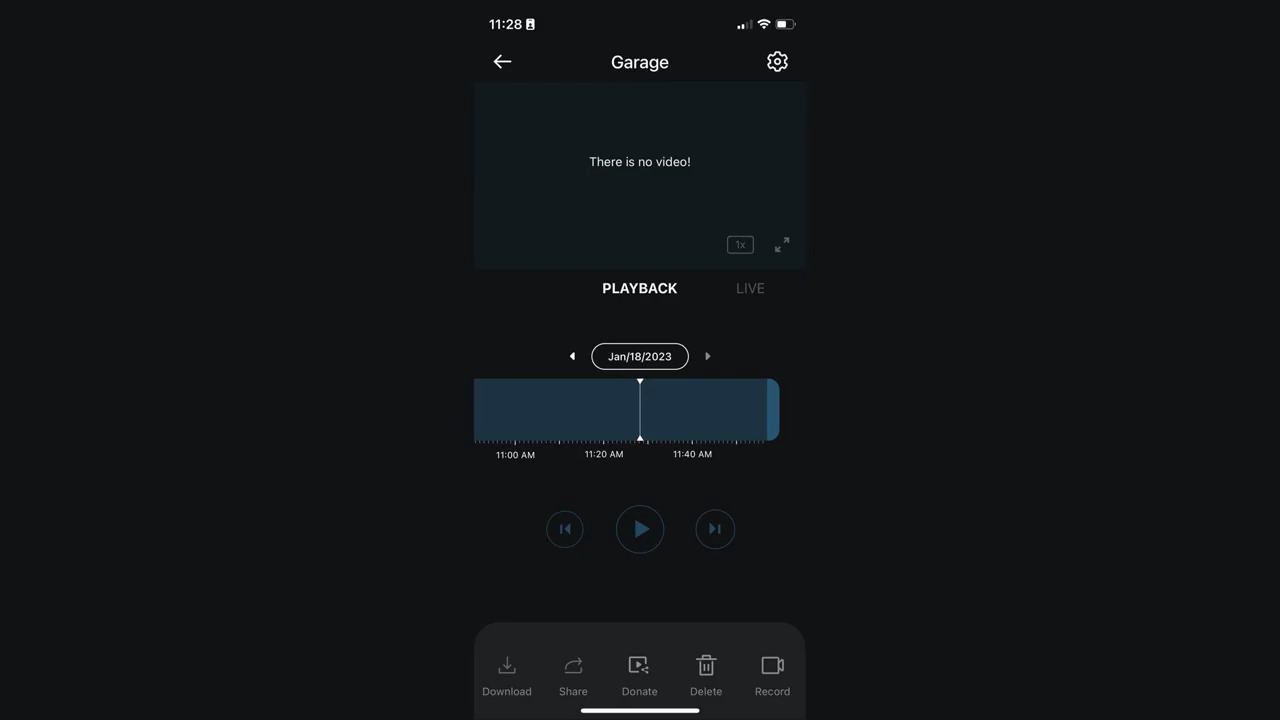 11:28
Garage
There is no video!
1x
PLAYBACK
LIVE
Jan/18/2023
11:00 AM
11:20 AM
11:40 AM
Download
Share
Donate
Delete
Record